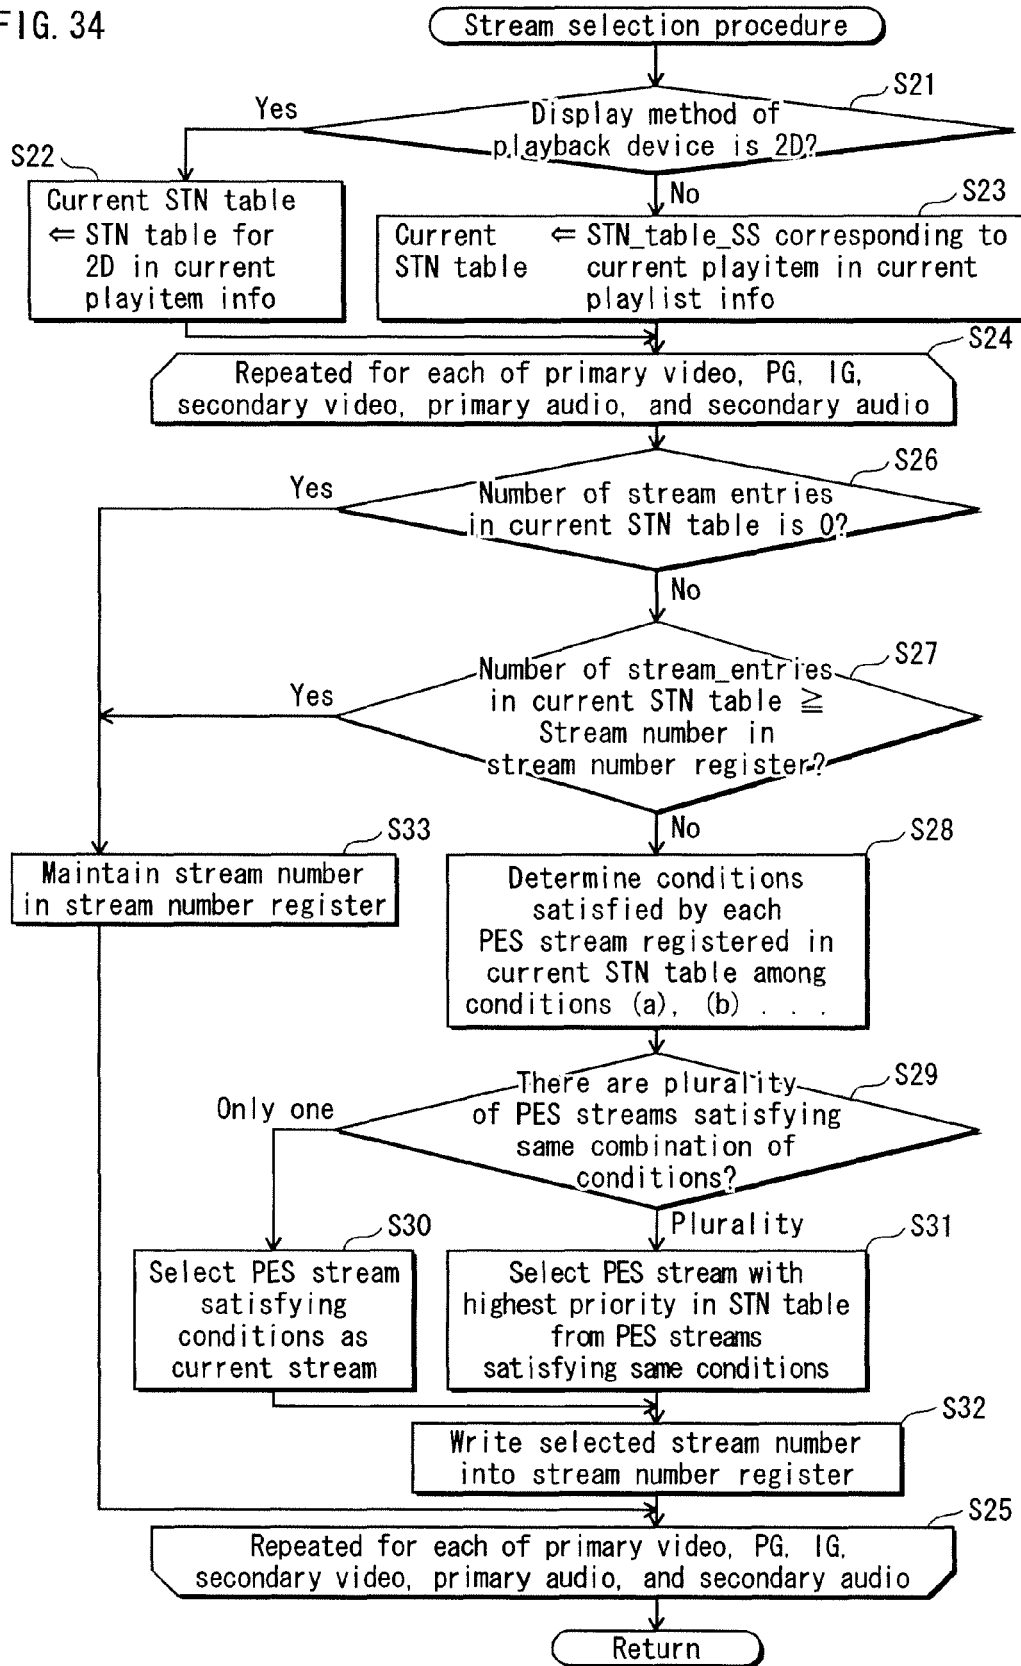 FIG. 34
Stream selection procedure
S21
Yes
Display method of
playback device is 2D?
S22
No
S23
Current STN table
⇐ STN table for
2D in current
playitem info
Current ⇐ STN_table_SS corresponding to
STN table current playitem in current
playlist info
S24
Repeated for each of primary video, PG, IG,
secondary video, primary audio, and secondary audio
S26
Yes
Number of stream entries
in current STN table is 0?
No
S27
Number of stream_entries
Yes
in current STN table ≧
Stream number in
stream number register?
No
S33
S28
Maintain stream number
in stream number register
Determine conditions
satisfied by each
PES stream registered in
current STN table among
conditions (a), (b) . . .
S29
Only one
There are plurality
of PES streams satisfying
same combination of
conditions?
S30
Plurality
S31
Select PES stream
satisfying
conditions as
current stream
Select PES stream with
highest priority in STN table
from PES streams
satisfying same conditions
S32
Write selected stream number
into stream number register
S25
Repeated for each of primary video, PG, IG,
secondary video, primary audio, and secondary audio
Return